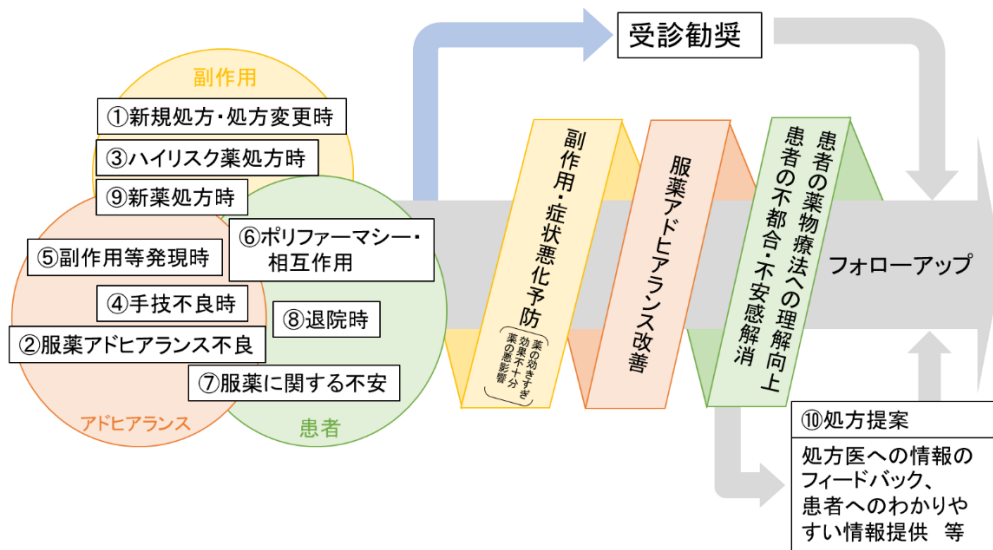 受診勧奨
副作用
①新規処方・処方変更時
③ハイリスク薬処方時
⑨新薬処方時
⑥ポリファーマシー・
相互作用
⑤副作用等発現時
④手技不良時
⑧退院時
②服薬アドヒアランス不良
⑦服薬に関する不安
アドヒアランス
患者
副作用・症状悪化予防
薬の効きすぎ
効果不十分
薬の悪影響
服薬アドヒアランス改善
患者の薬物療法への理解向上
患者の不都合・不安感解消
フォローアップ
⑩処方提案
処方医への情報の
フィードバック、
患者へのわかりや
すい情報提供 等